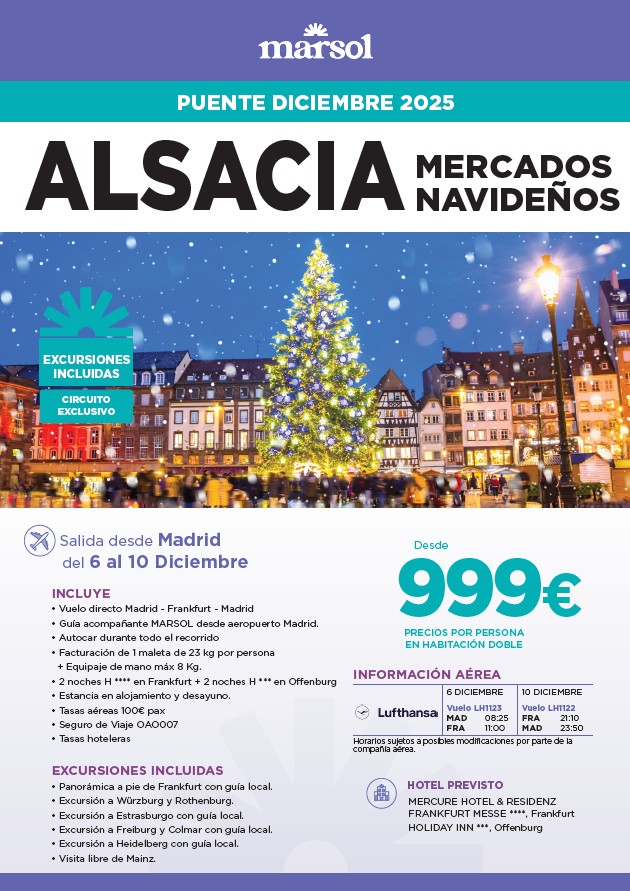 marsol
PUENTE DICIEMBRE 2025
ALSACIA
MERCADOS
NAVIDEÑOS
EXCURSIONES
INCLUIDAS
CIRCUITO
EXCLUSIVO
Salida desde Madrid
del 6 al 10 Diciembre
INCLUYE
• Vuelo directo Madrid - Frankfurt - Madrid
• Guía acompañante MARSOL desde aeropuerto Madrid.
• Autocar durante todo el recorrido
• Facturación de 1 maleta de 23 kg por persona
+ Equipaje de mano máx 8 Kg.
• 2 noches H **** en Frankfurt + 2 noches H *** en Offenburg
• Estancia en alojamiento y desayuno.
• Tasas aéreas 100€ pax
• Seguro de Viaje OAO007
• Tasas hoteleras
EXCURSIONES INCLUIDAS
• Panorámica a pie de Frankfurt con guía local.
• Excursión a Würzburg y Rothenburg.
• Excursión a Estrasburgo con guía local.
• Excursión a Freiburg y Colmar con guía local.
• Excursión a Heidelberg con guía local.
• Visita libre de Mainz.
Desde
999€
PRECIOS POR PERSONA
EN HABITACIÓN DOBLE
INFORMACIÓN AÉREA
6 DICIEMBRE 10 DICIEMBRE
Lufthansa
Vuelo LH1123 Vuelo LH1122
MAD 08:25 FRA 21:10
FRA 11:00 MAD 23:50
Horarios sujetos a posibles modificaciones por parte de la
compañía aérea.
HOTEL PREVISTO
MERCURE HOTEL & RESIDENZ
FRANKFURT MESSE ****, Frankfurt
HOLIDAY INN ***, Offenburg